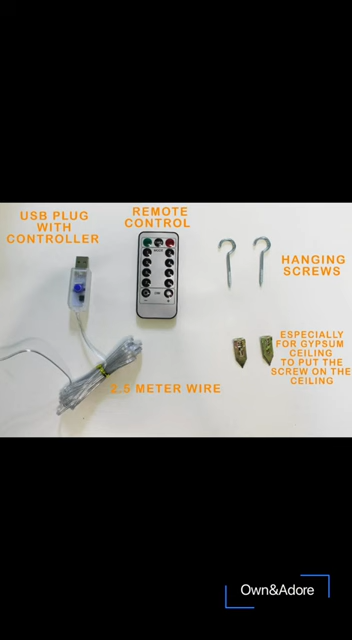 USB PLUG
WITH
CONTROLLER
REMOTE
CONTROL
HANGING
SCREWS
ESPECIALLY
FOR GYPSUM
CEILING
TO PUT THE
SCREW ON THE
CEILING
2.5 METER WIRE
Own&Adore